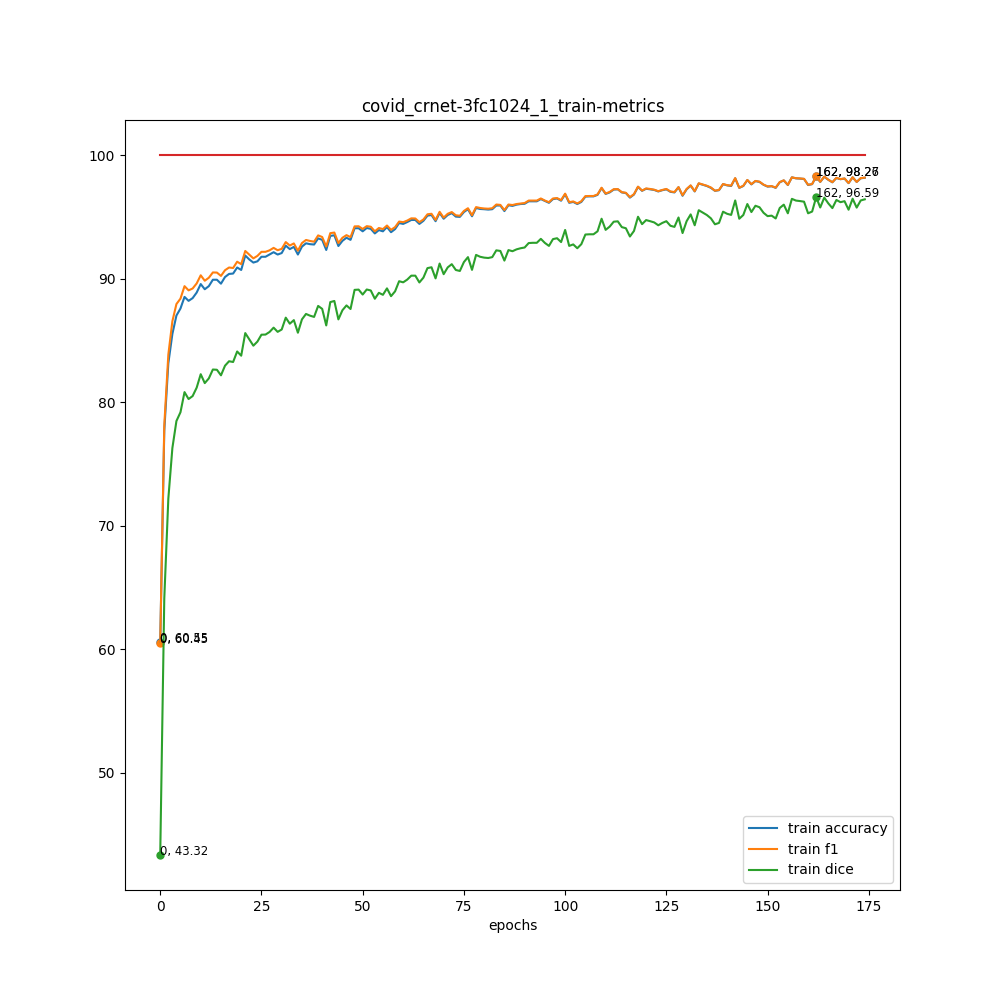 covid_crnet-3fc1024_1_train-metrics
100
162, 96.59
90
80
70
60
50
0, 43.32
train accuracy
train f1
train dice
0 25 50 75 100 125 150 175
epochs